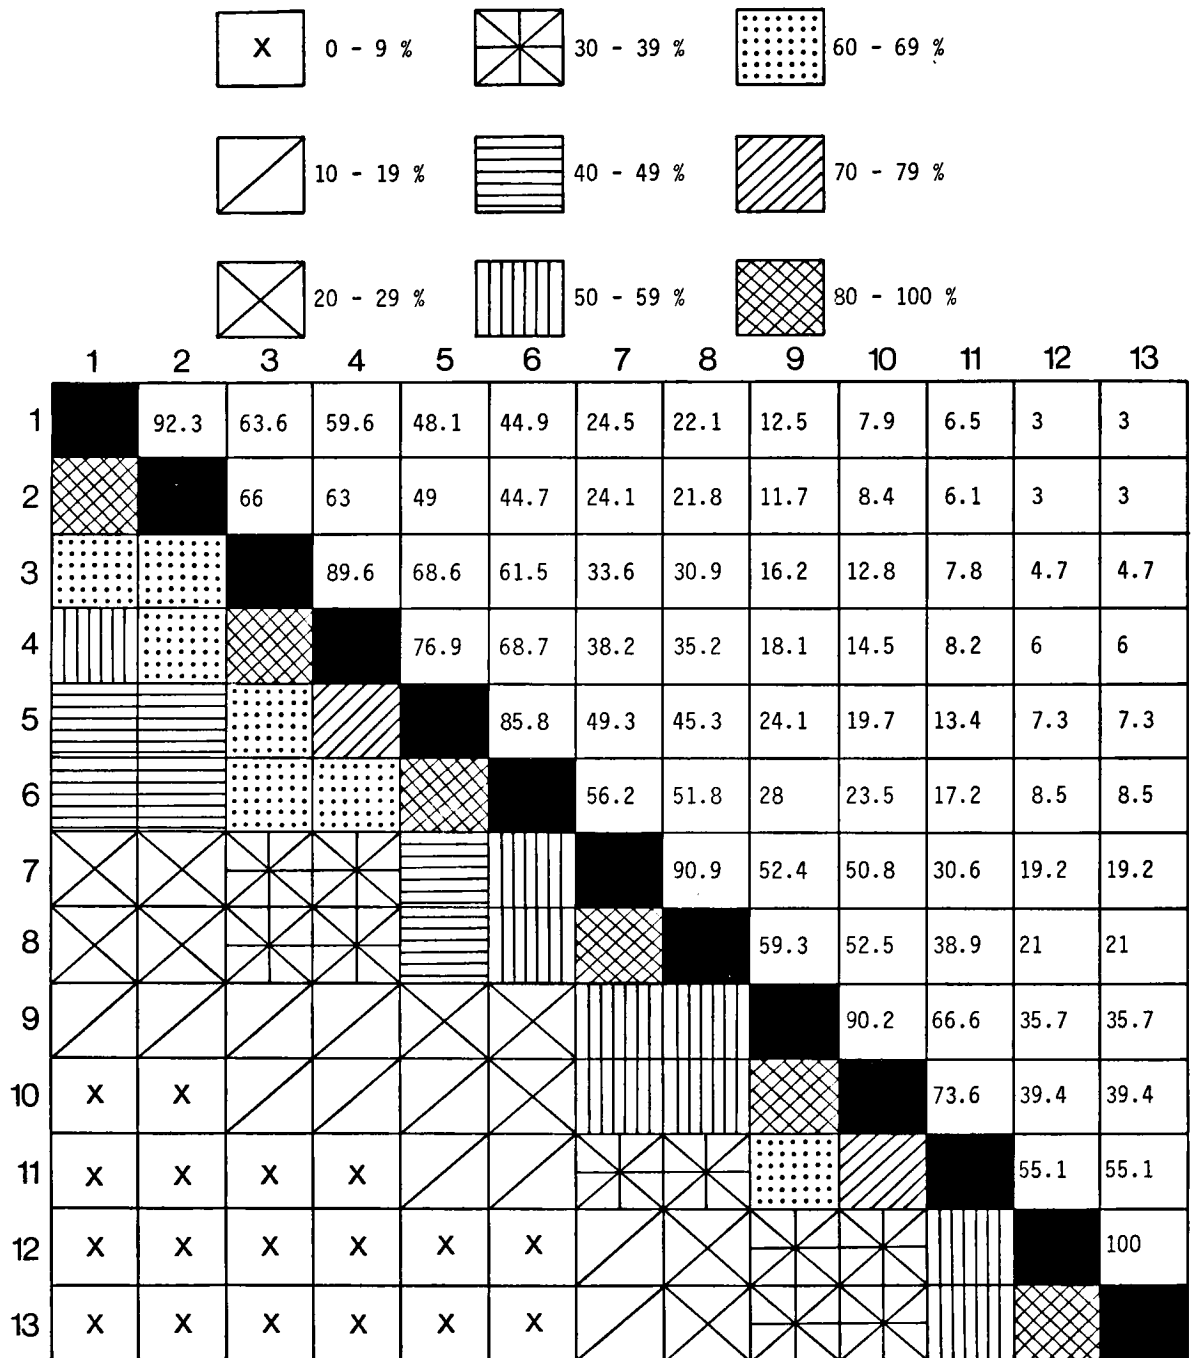 X 0 - 9 % 30 - 39 % 60 - 69 %
10 - 19 % 40 - 49 % 70 - 79 %
20 - 29 % 50 - 59 % 80 - 100 %
1 2 3 4 5 6 7 8 9 10 11 12 13
1 92.3 63.6 59.6 48.1 44.9 24.5 22.1 12.5 7.9 6.5 3 3
2 66 63 49 44.7 24.1 21.8 11.7 8.4 6.1 3 3
3 89.6 68.6 61.5 33.6 30.9 16.2 12.8 7.8 4.7 4.7
4 76.9 68.7 38.2 35.2 18.1 14.5 8.2 6 6
5 85.8 49.3 45.3 24.1 19.7 13.4 7.3 7.3
6 56.2 51.8 28 23.5 17.2 8.5 8.5
7 90.9 52.4 50.8 30.6 19.2 19.2
8 59.3 52.5 38.9 21 21
9 90.2 66.6 35.7 35.7
10 X X 73.6 39.4 39.4
11 X X X X 55.1 55.1
12 X X X X X X 100
13 X X X X X X